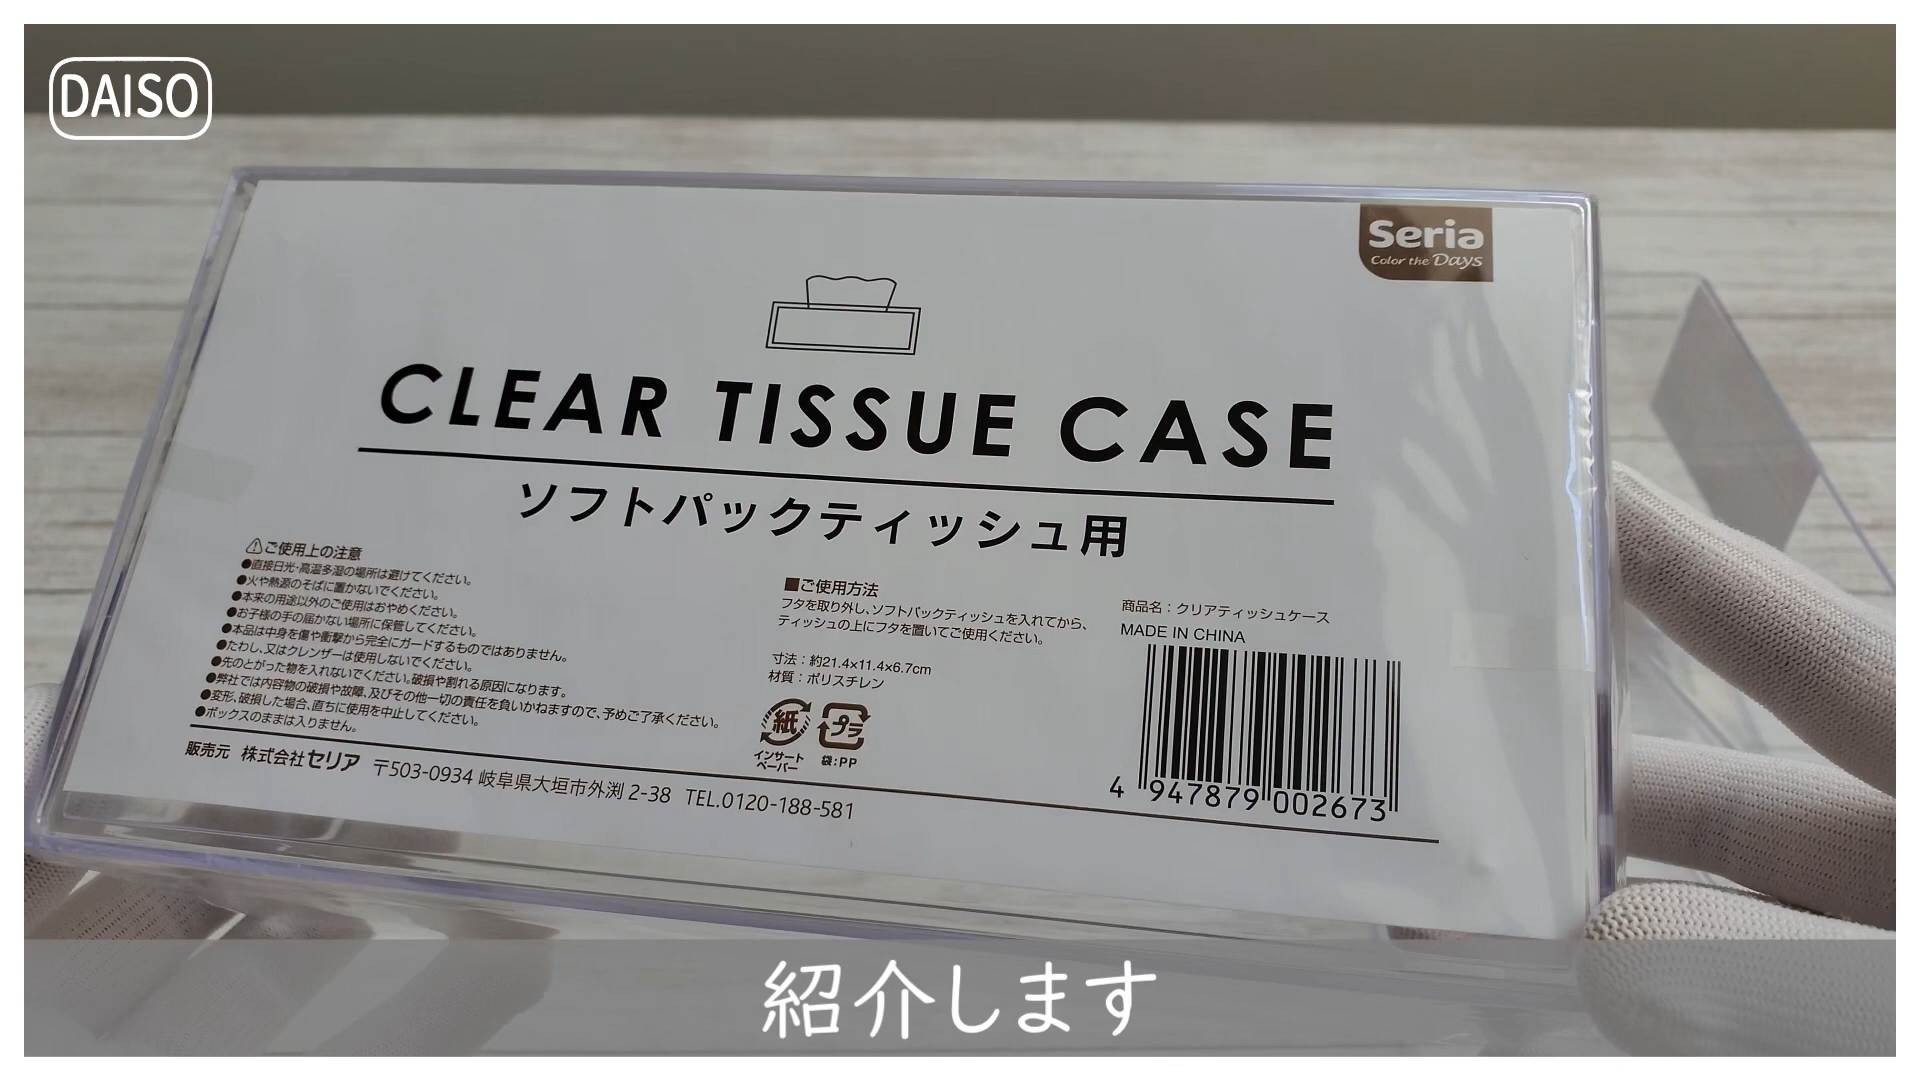 DAISO
Seria
Color the Days
CLEAR TISSUE CASE
ソフトパックティッシュ用
⚠ご使用上の注意
●直接日光・高温多湿の場所は避けてください。
●火や熱源のそばに置かないでください。
●本来の用途以外のご使用はおやめください。
●お子様の手の届かない場所に保管してください。
●本品は中身を傷や衝撃から完全にガードするものではありません。
●たわし、又はクレンザーは使用しないでください。
●先のとがった物を入れないでください。破損や割れる原因になります。
●弊社では内容物の破損や故障、及びその他一切の責任を負いかねますので、予めご了承ください。
●変形、破損した場合、直ちに使用を中止してください。
●ボックスのままは入りません。
■ご使用方法
フタを取り外し、ソフトパックティッシュを入れてから、
ティッシュの上にフタを置いてご使用ください。
寸法：約21.4×11.4×6.7cm
材質：ポリスチレン
紙
インサート
ペーパー
プラ
袋：PP
商品名：クリアティッシュケース
MADE IN CHINA
4 947879 002673
販売元 株式会社セリア 〒503-0934 岐阜県大垣市外渕 2-38 TEL.0120-188-581
紹介します